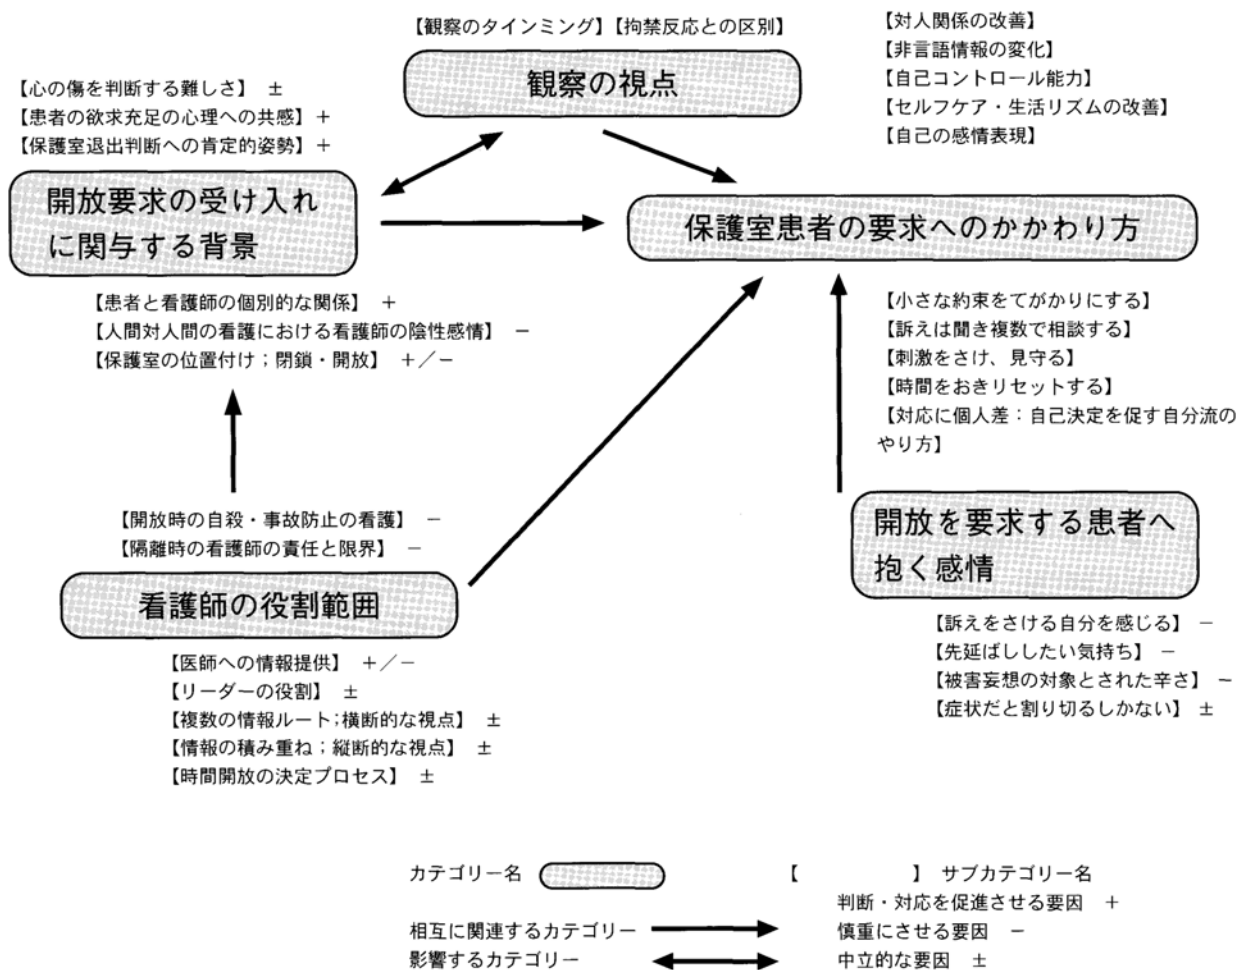 【観察のタインミング】【拘禁反応との区別】
観察の視点
【対人関係の改善】
【非言語情報の変化】
【自己コントロール能力】
【セルフケア・生活リズムの改善】
【自己の感情表現】
【心の傷を判断する難しさ】 ±
【患者の欲求充足の心理への共感】+
【保護室退出判断への肯定的姿勢】+
開放要求の受け入れ
に関与する背景
【患者と看護師の個別的な関係】 +
【人間対人間の看護における看護師の陰性感情】 −
【保護室の位置付け；閉鎖・開放】 +／−
保護室患者の要求へのかかわり方
【小さな約束をてがかりにする】
【訴えは聞き複数で相談する】
【刺激をさけ、見守る】
【時間をおきリセットする】
【対応に個人差：自己決定を促す自分流の
やり方】
【開放時の自殺・事故防止の看護】 −
【隔離時の看護師の責任と限界】 −
看護師の役割範囲
【医師への情報提供】 +／−
【リーダーの役割】 ±
【複数の情報ルート；横断的な視点】 ±
【情報の積み重ね；縦断的な視点】 ±
【時間開放の決定プロセス】 ±
開放を要求する患者へ
抱く感情
【訴えをさける自分を感じる】 −
【先延ばししたい気持ち】 −
【被害妄想の対象とされた辛さ】 −
【症状だと割り切るしかない】 ±
カテゴリー名
【 】 サブカテゴリー名
判断・対応を促進させる要因 +
相互に関連するカテゴリー
慎重にさせる要因 −
影響するカテゴリー
中立的な要因 ±